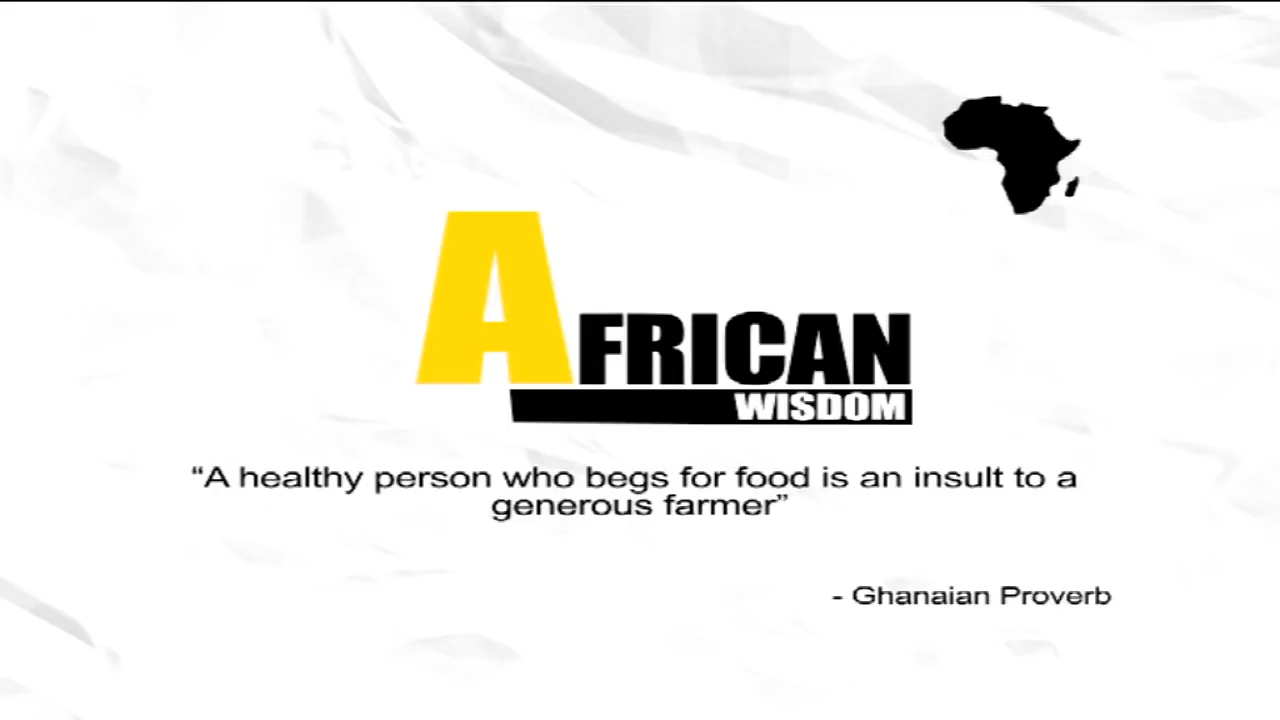 AFRICAN
WISDOM
“A healthy person who begs for food is an insult to a
generous farmer”
- Ghanaian Proverb